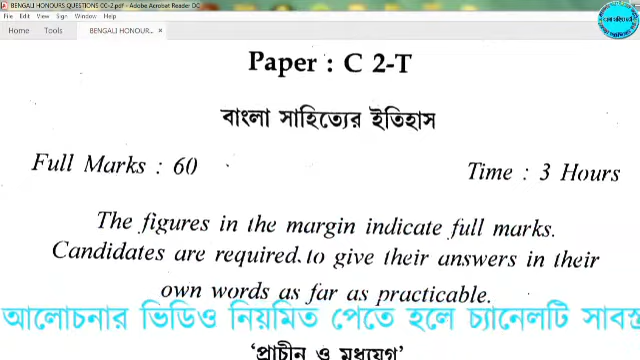 BENGALI HONOURS QUESTIONS CC-2.pdf - Adobe Acrobat Reader DC
File Edit View Sign Window Help
Home Tools BENGALI HONOUR... ×
Paper : C 2-T
বাংলা সাহিত্যের ইতিহাস
Full Marks : 60
Time : 3 Hours
The figures in the margin indicate full marks.
Candidates are required to give their answers in their
own words as far as practicable.
আলোচনার ভিডিও নিয়মিত পেতে হলে চ্যানেলটি সাবস্ত
‘প্রাচীন ও মধ্যযুগ’